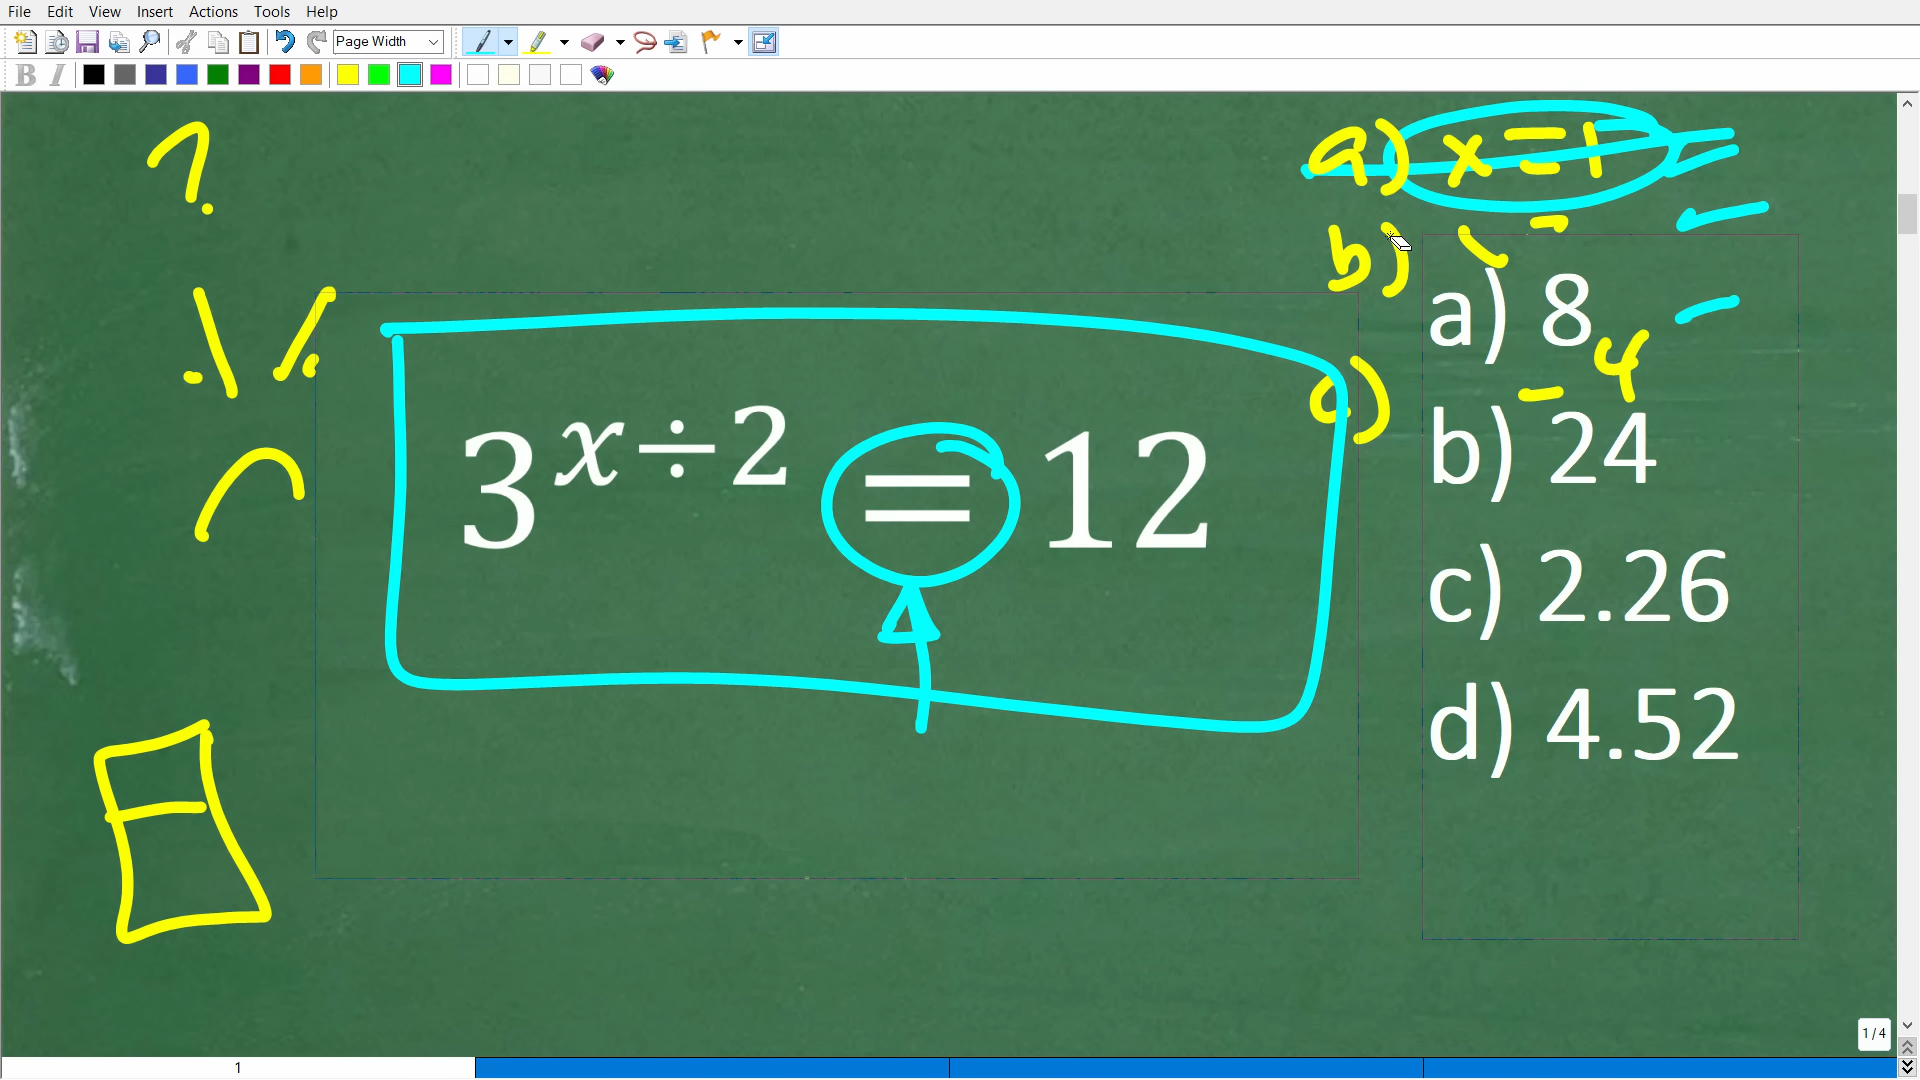 File Edit View Insert Actions Tools Help
Page Width
B I
?
a) x = 1
b)
c)
4
3^{x÷2} = 12
a) 8
b) 24
c) 2.26
d) 4.52
1 / 4
1